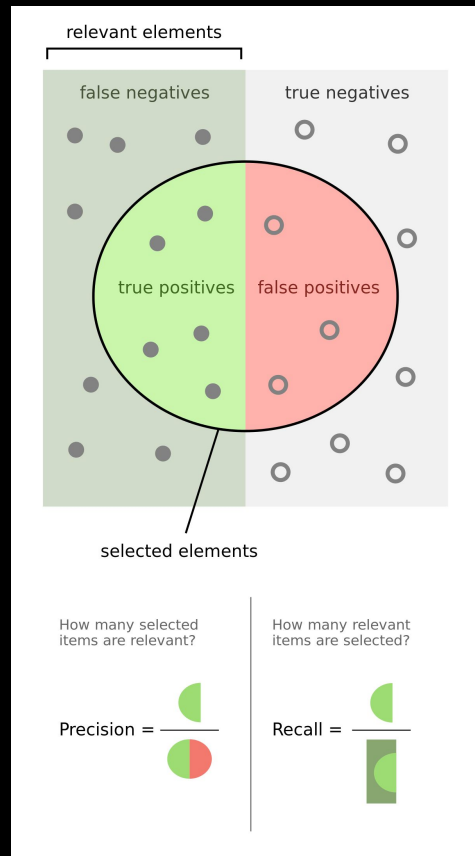 relevant elements
false negatives
true negatives
true positives
false positives
selected elements
How many selected
items are relevant?
Precision =
How many relevant
items are selected?
Recall =